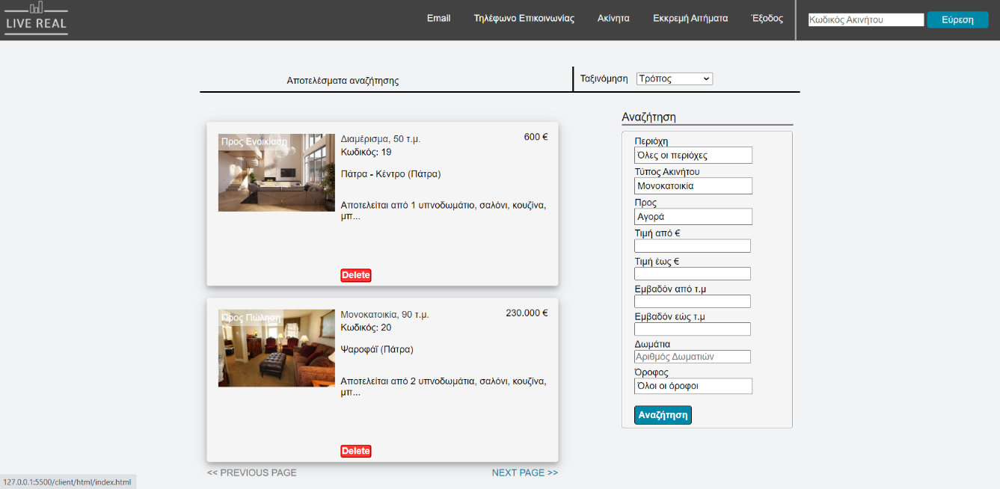 LIVE REAL
Email Τηλέφωνο Επικοινωνίας Ακίνητα Εκκρεμή Αιτήματα Έξοδος
Κωδικός Ακινήτου Εύρεση
Αποτελέσματα αναζήτησης
Ταξινόμηση Τρόπος
Προς Ενοικίαση
Διαμέρισμα, 50 τ.μ. 600 €
Κωδικός: 19
Πάτρα - Κέντρο (Πάτρα)
Αποτελείται από 1 υπνοδωμάτιο, σαλόνι, κουζίνα,
μπ...
Delete
Προς Πώληση
Μονοκατοικία, 90 τ.μ. 230.000 €
Κωδικός: 20
Ψαροφάϊ (Πάτρα)
Αποτελείται από 2 υπνοδωμάτια, σαλόνι, κουζίνα,
μπ...
Delete
<< PREVIOUS PAGE NEXT PAGE >>
Αναζήτηση
Περιόχη
Όλες οι περιόχες
Τύπος Ακινήτου
Μονοκατοικία
Προς
Αγορά
Τιμή από €
Τιμή έως €
Εμβαδόν από τ.μ
Εμβαδόν εώς τ.μ
Δωμάτια
Αριθμός Δωματιών
Όροφος
Όλοι οι όροφοι
Αναζήτηση
127.0.0.1:5500/client/html/index.html